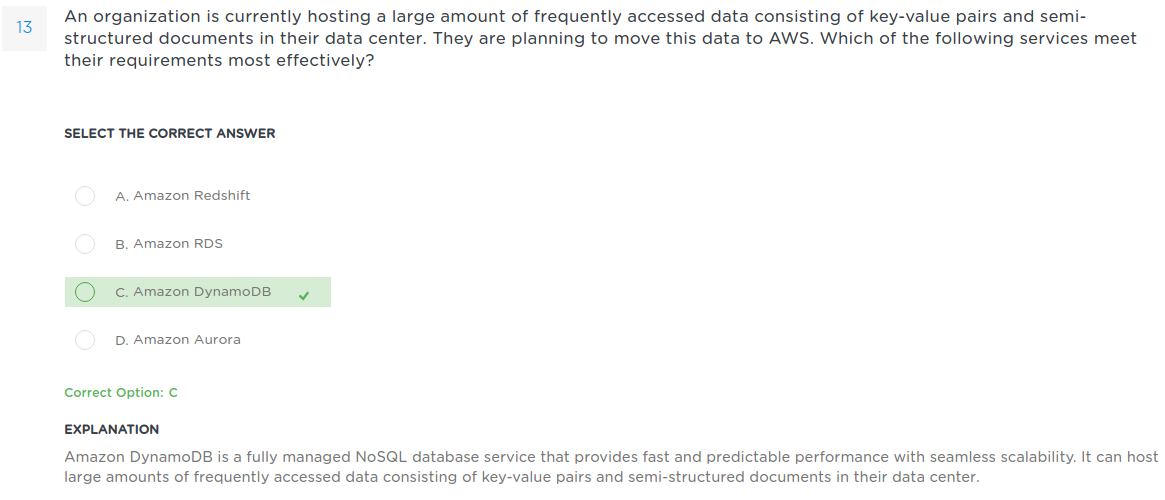 13
An organization is currently hosting a large amount of frequently accessed data consisting of key-value pairs and semi-
structured documents in their data center. They are planning to move this data to AWS. Which of the following services meet
their requirements most effectively?
SELECT THE CORRECT ANSWER
A. Amazon Redshift
B. Amazon RDS
C. Amazon DynamoDB
D. Amazon Aurora
Correct Option: C
EXPLANATION
Amazon DynamoDB is a fully managed NoSQL database service that provides fast and predictable performance with seamless scalability. It can host
large amounts of frequently accessed data consisting of key-value pairs and semi-structured documents in their data center.